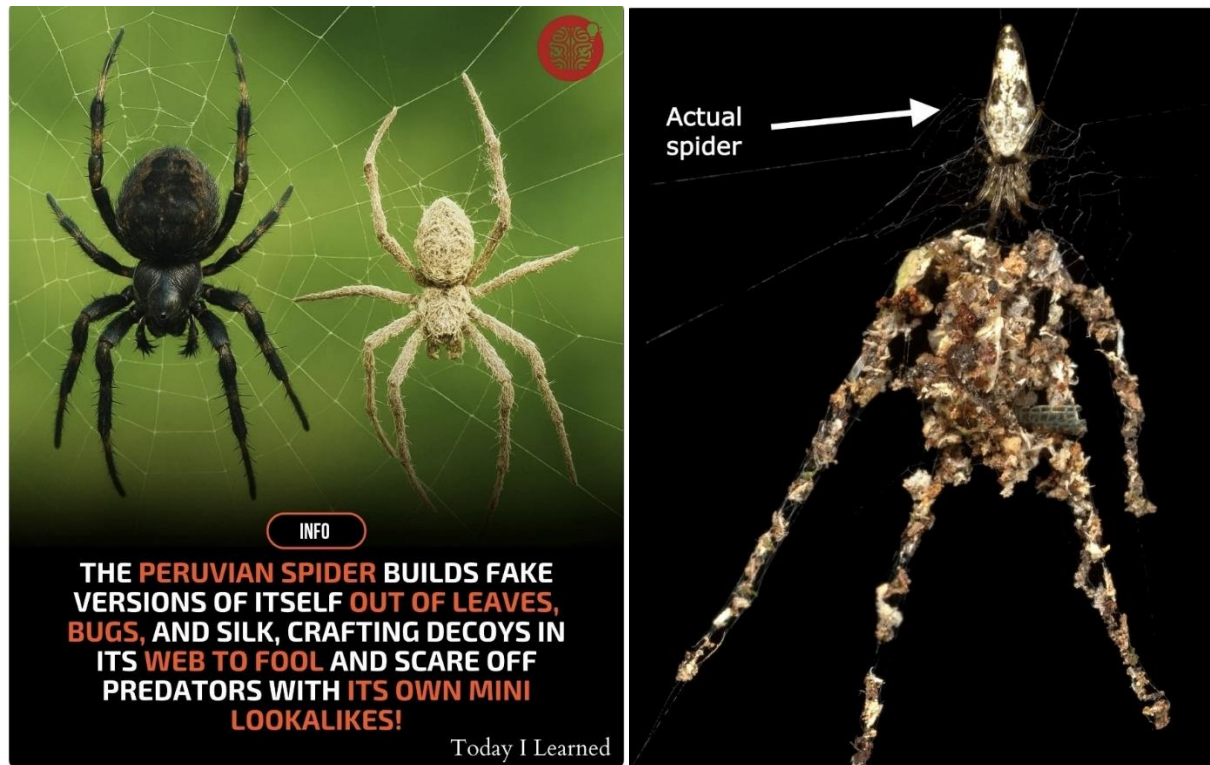 INFO
THE PERUVIAN SPIDER BUILDS FAKE
VERSIONS OF ITSELF OUT OF LEAVES,
BUGS, AND SILK, CRAFTING DECOYS IN
ITS WEB TO FOOL AND SCARE OFF
PREDATORS WITH ITS OWN MINI
LOOKALIKES!
Today I Learned
Actual
spider